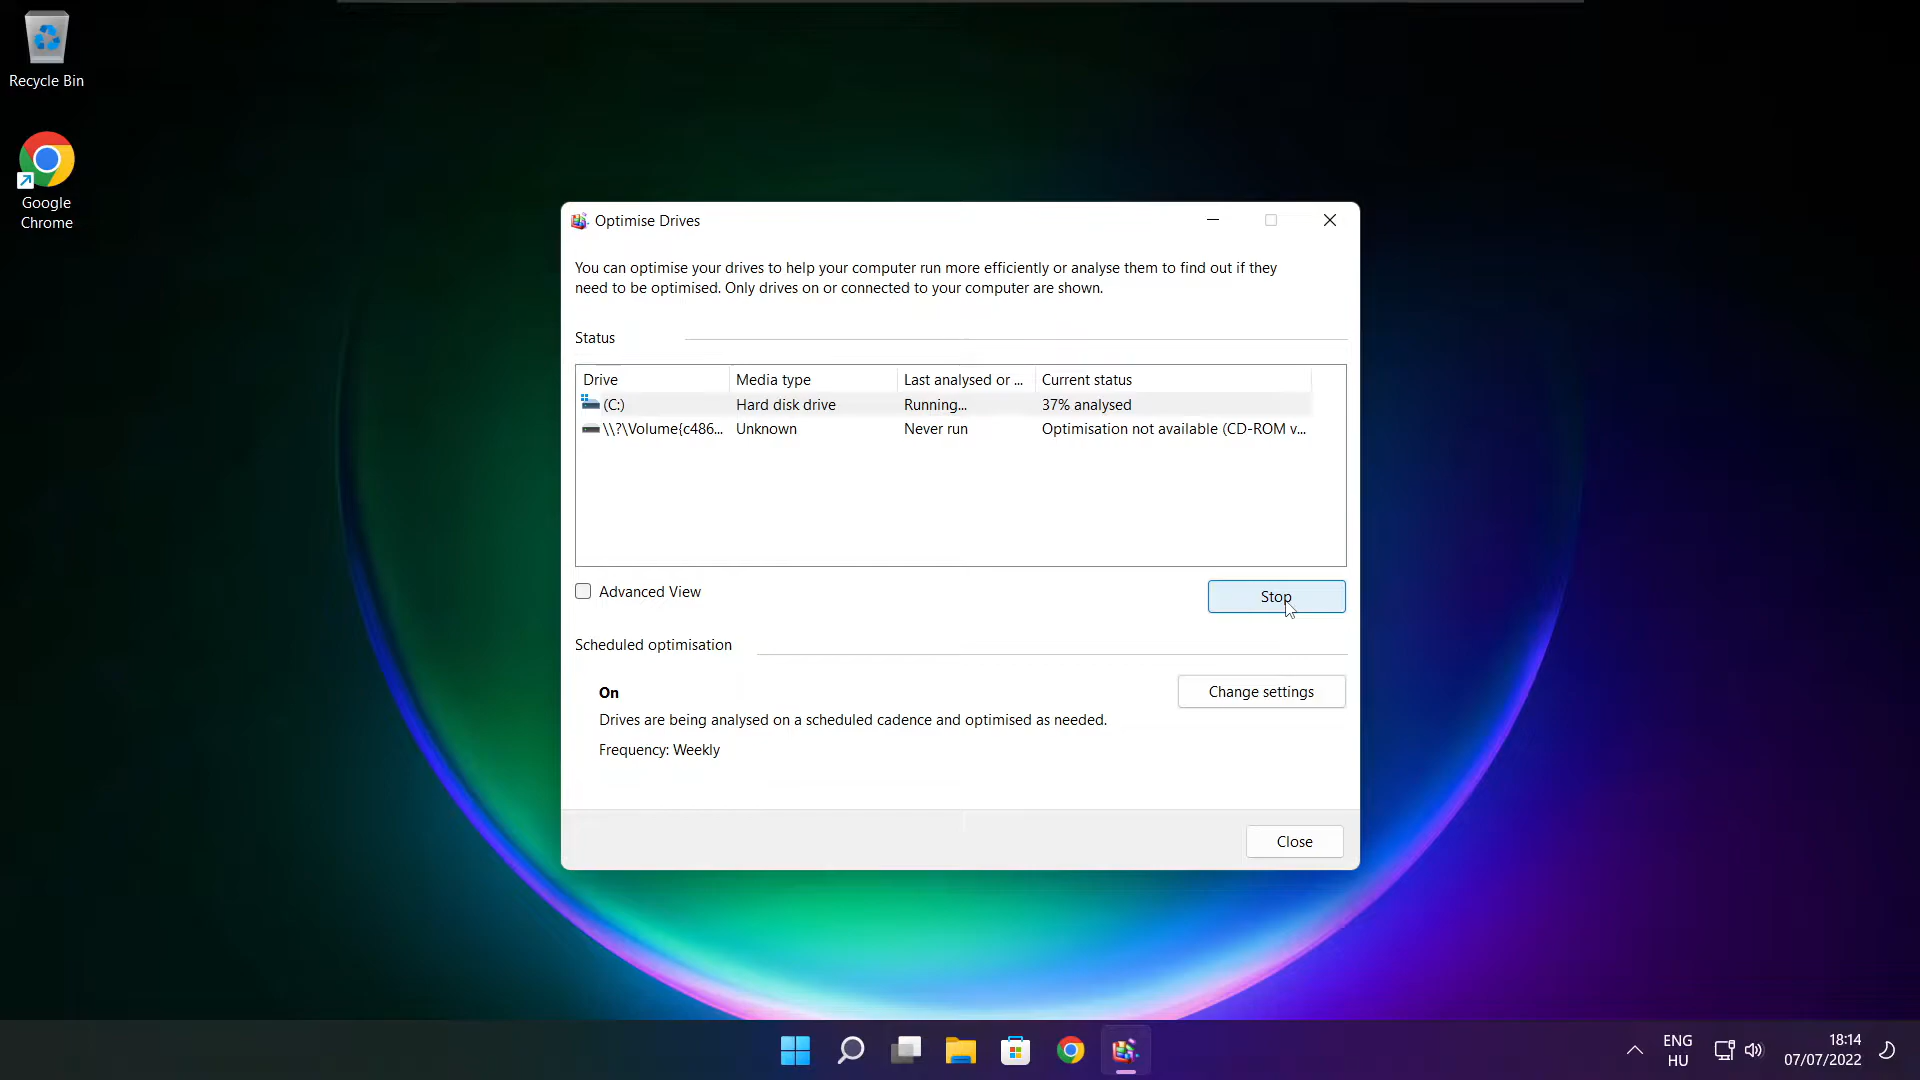 Recycle Bin
Google
Chrome
Optimise Drives
You can optimise your drives to help your computer run more efficiently or analyse them to find out if they
need to be optimised. Only drives on or connected to your computer are shown.
Status
Drive Media type Last analysed or ... Current status
(C:) Hard disk drive Running... 37% analysed
\\?\Volume{c486... Unknown Never run Optimisation not available (CD-ROM v...
Advanced View
Stop
Scheduled optimisation
On
Change settings
Drives are being analysed on a scheduled cadence and optimised as needed.
Frequency: Weekly
Close
ENG
HU
18:14
07/07/2022